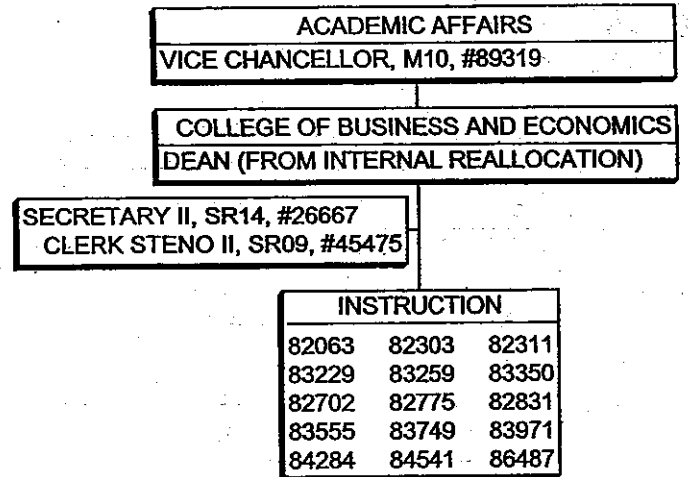 ACADEMIC AFFAIRS
VICE CHANCELLOR, M10, #89319
COLLEGE OF BUSINESS AND ECONOMICS
DEAN (FROM INTERNAL REALLOCATION)
SECRETARY II, SR14, #26667
CLERK STENO II, SR09, #45475
INSTRUCTION
82063 82303 82311
83229 83259 83350
82702 82775 82831
83555 83749 83971
84284 84541 86487